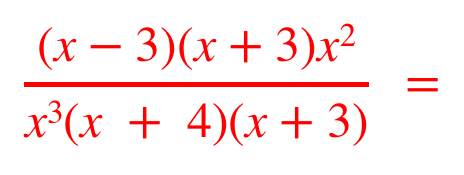 (x − 3)(x + 3)x²
x³(x + 4)(x + 3) =